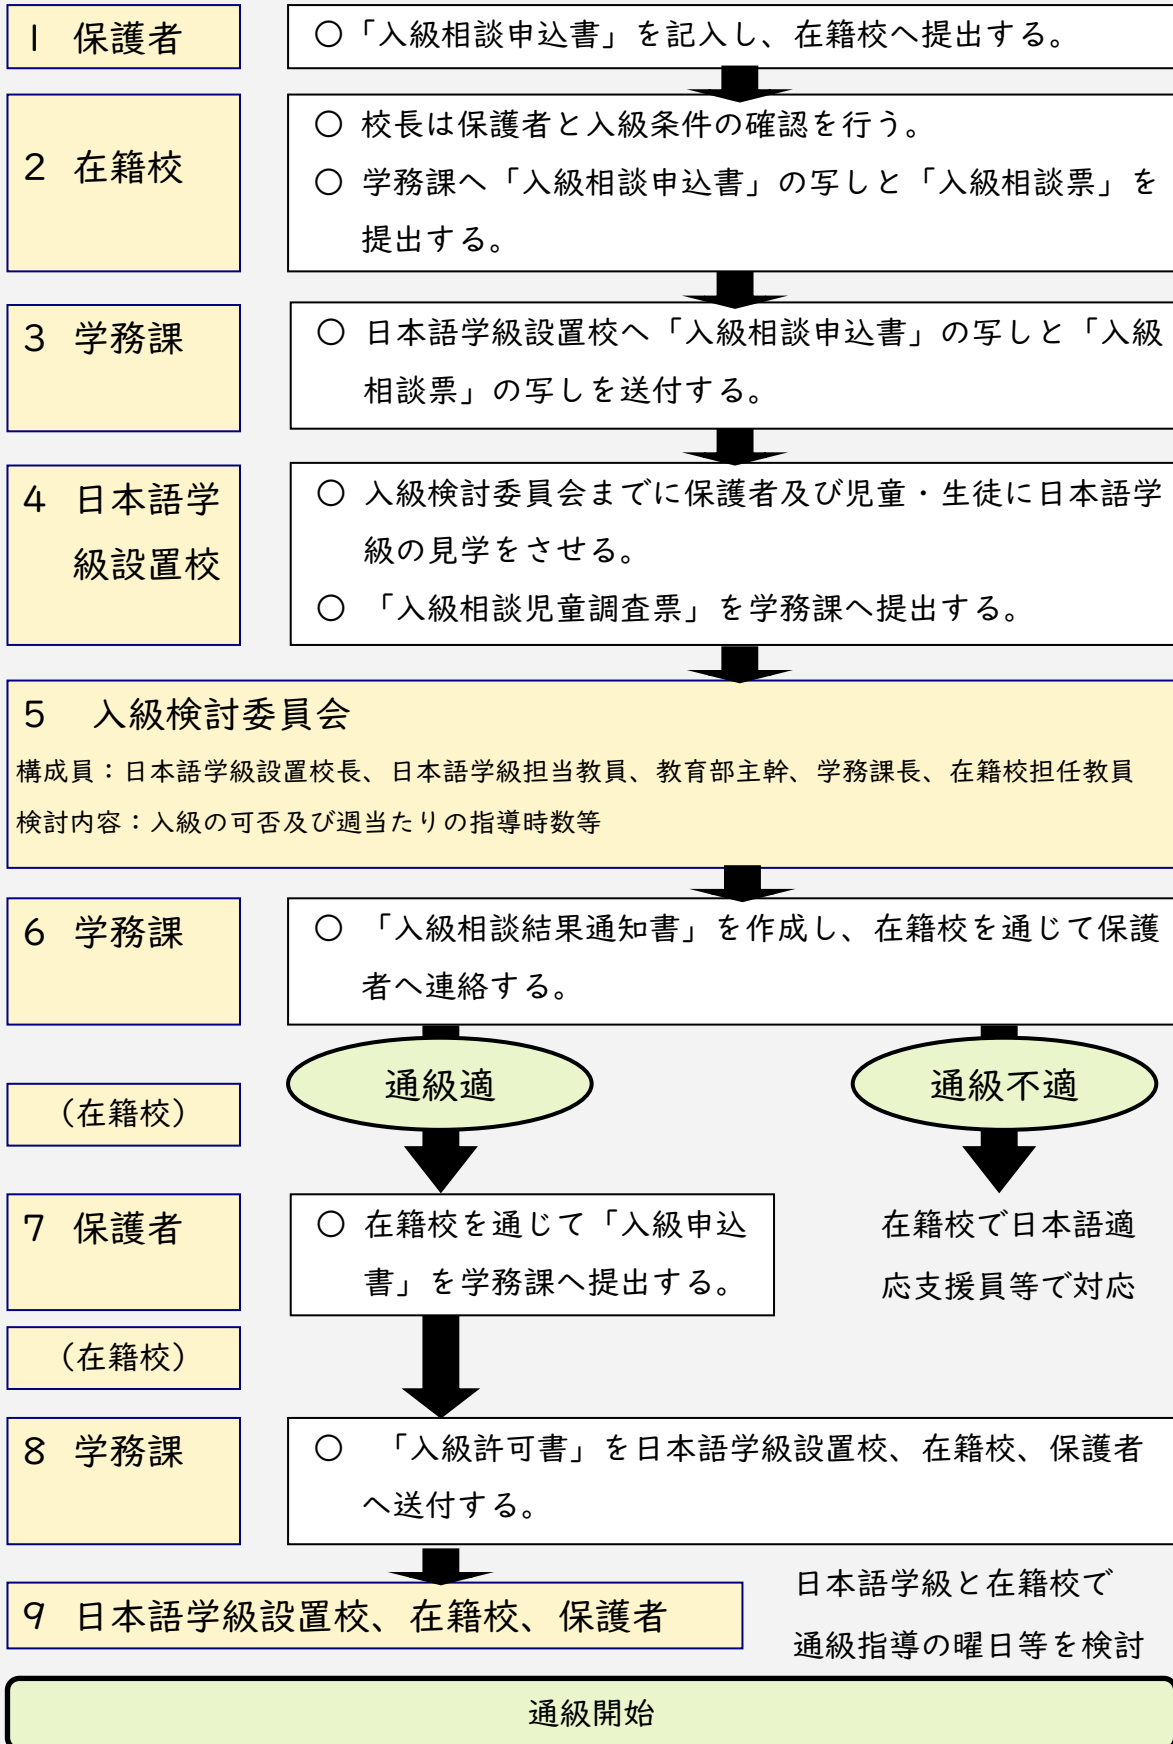 1 保護者
○「入級相談申込書」を記入し、在籍校へ提出する。
2 在籍校
○ 校長は保護者と入級条件の確認を行う。
○ 学務課へ「入級相談申込書」の写しと「入級相談票」を
提出する。
3 学務課
○ 日本語学級設置校へ「入級相談申込書」の写しと「入級
相談票」の写しを送付する。
4 日本語学
級設置校
○ 入級検討委員会までに保護者及び児童・生徒に日本語学
級の見学をさせる。
○ 「入級相談児童調査票」を学務課へ提出する。
5 入級検討委員会
構成員：日本語学級設置校長、日本語学級担当教員、教育部主幹、学務課長、在籍校担任教員
検討内容：入級の可否及び週当たりの指導時数等
6 学務課
○ 「入級相談結果通知書」を作成し、在籍校を通じて保護
者へ連絡する。
通級適
通級不適
（在籍校）
7 保護者
○ 在籍校を通じて「入級申込
書」を学務課へ提出する。
在籍校で日本語適
応支援員等で対応
（在籍校）
8 学務課
○ 「入級許可書」を日本語学級設置校、在籍校、保護者
へ送付する。
9 日本語学級設置校、在籍校、保護者
日本語学級と在籍校で
通級指導の曜日等を検討
通級開始